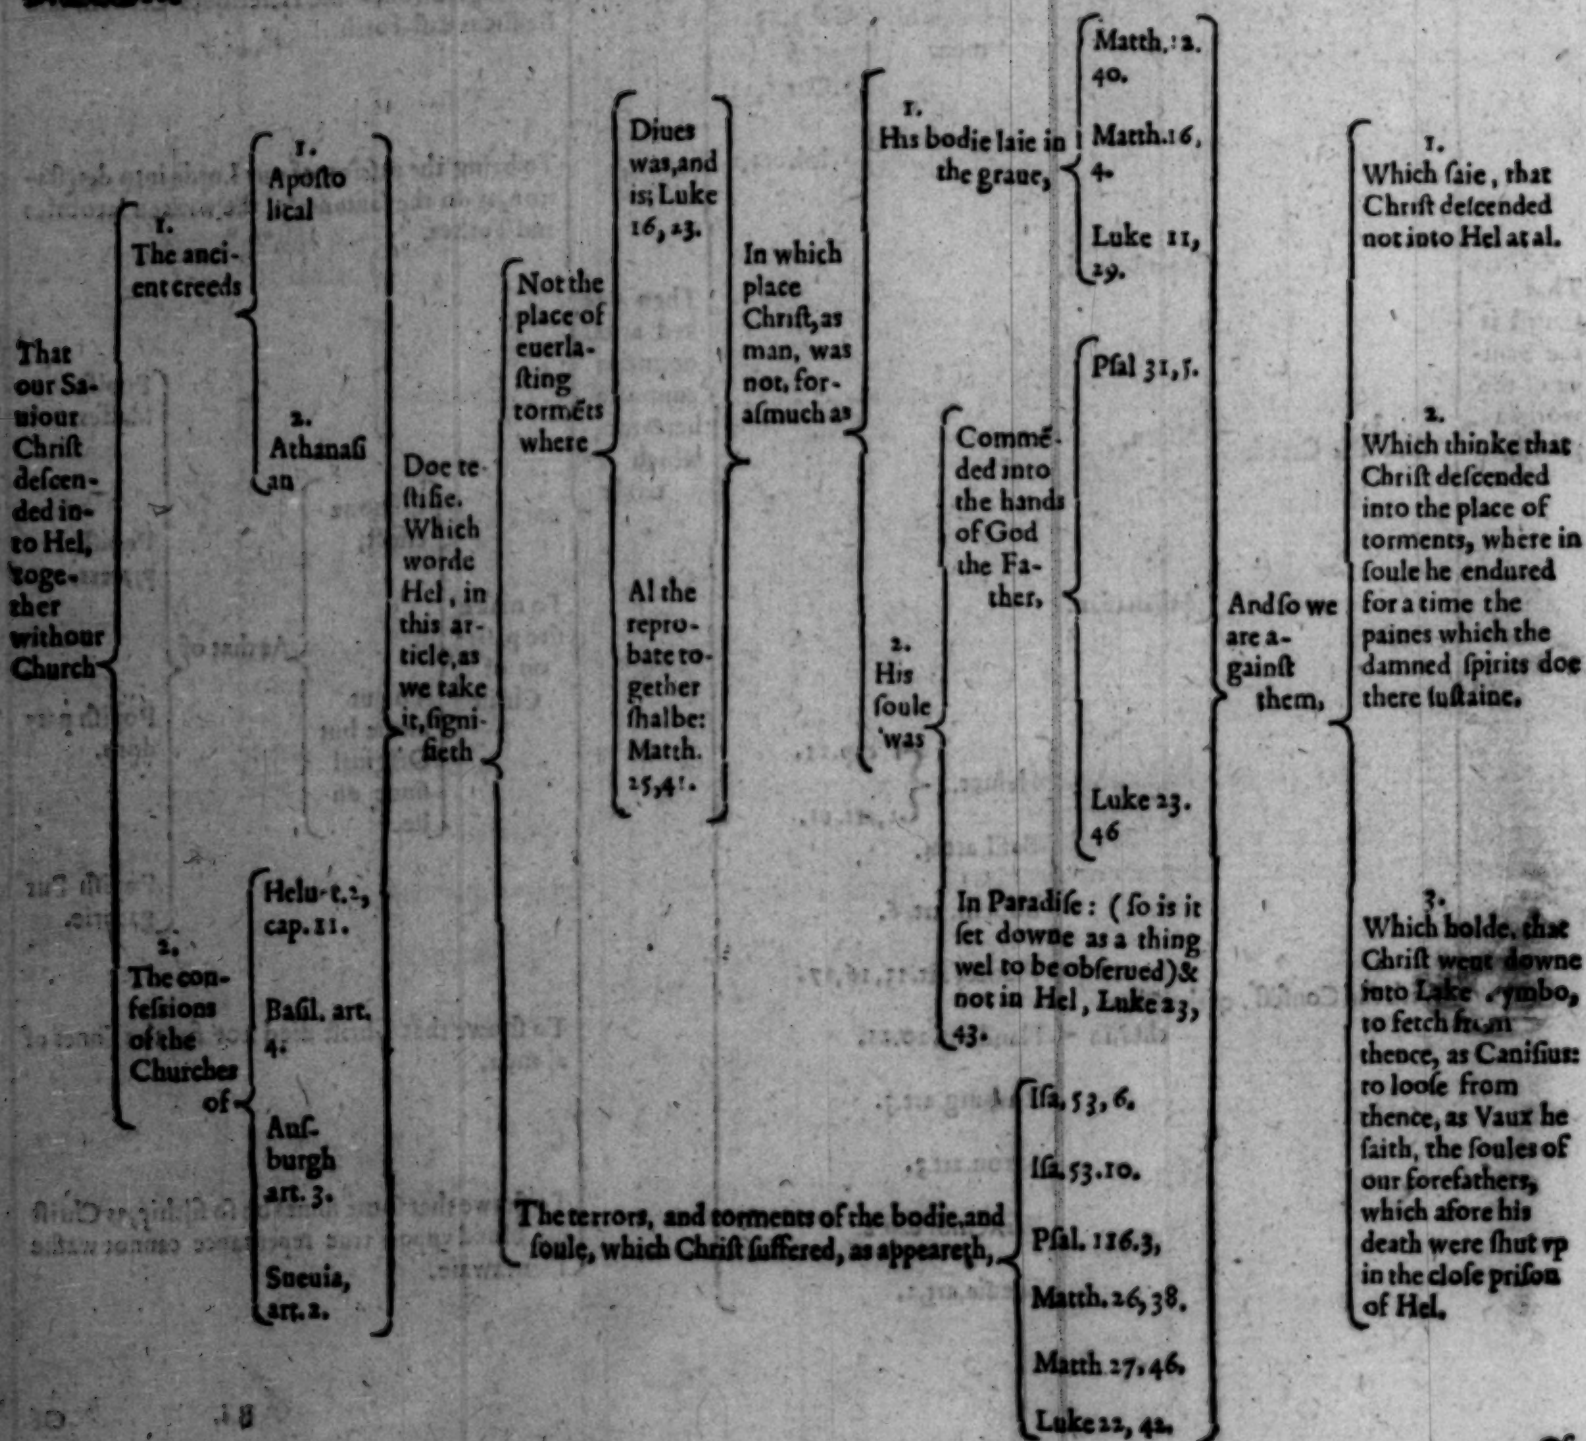 That
our Sa-
uiour
Chriſt
deſcen-
ded in-
to Hel,
toge-
ther
withour
Church
1.
The anci-
ent creeds
1.
Apoſto
lical
2.
Athanaſi
an
2.
The con-
feſsions
of the
Churches
of
cap. 11.
Baſil. art.
4.
Auſ-
burgh
art. 3.
Sueuia,
art. 2.
Doe te-
ſtifie.
Which
worde
Hel, in
this ar-
ticle, as
we take
it, ſigni-
fieth
Not the
place of
euerla-
ſting
tormēts
where
Diues
was, and
is; Luke
16, 23.
Al the
repro-
bate to-
gether
ſhalbe:
Matth.
25, 41.
In which
place
Chriſt, as
man, was
not, for-
aſmuch as
1.
His bodie laie in
the graue,
Matth. 12.
40.
Matth. 16,
4.
Luke 11,
29.
2.
His
ſoule
was
Commē-
ded into
the hands
of God
the Fa-
ther,
Pſal 31, 5.
Luke 23.
46
In Paradiſe: (ſo is it
ſet downe as a thing
wel to be obſerued) &
not in Hel, Luke 23,
43.
The terrors, and torments of the bodie, and
ſoule, which Chriſt ſuffered, as appeareth,
Iſa. 53, 6.
Iſa. 53. 10.
Pſal. 116. 3,
Matth. 26, 38.
Matth 27, 46.
Luke 22, 42.
And ſo we
are a-
gainſt
them,
1.
Which ſaie, that
Chriſt deſcended
not into Hel at al.
2.
Which thinke that
Chriſt deſcended
into the place of
torments, where in
ſoule he endured
for a time the
paines which the
damned ſpirits doe
there ſuſtaine.
3.
Which holde, that
Chriſt went downe
into Lake
to fetch from
thence, as Caniſius:
to looſe from
thence, as Vaux he
ſaith, the ſoules of
our forefathers,
which afore his
death were ſhut vp
in the cloſe priſon
of Hel.